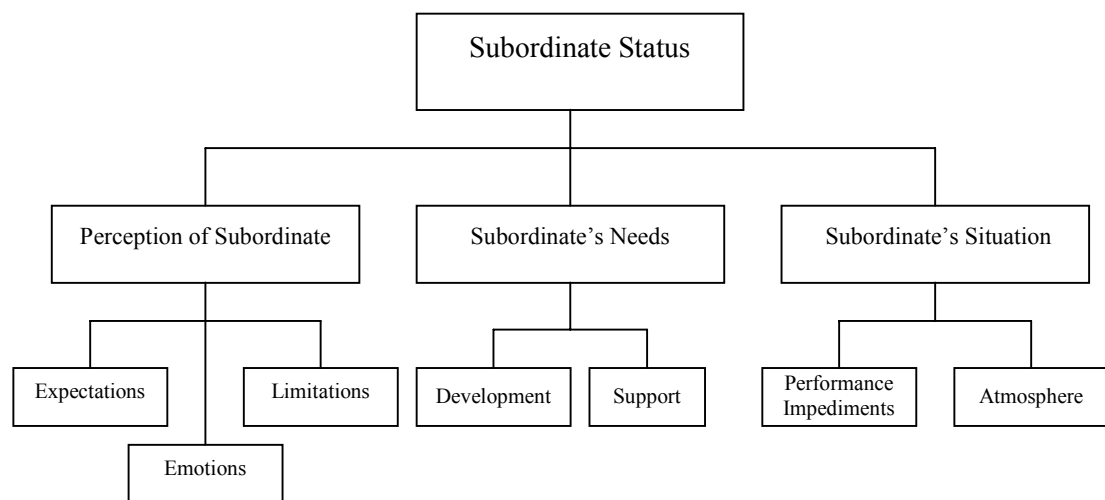 Subordinate Status
Perception of Subordinate
Subordinate’s Needs
Subordinate’s Situation
Expectations
Limitations
Development
Support
Performance
Impediments
Atmosphere
Emotions